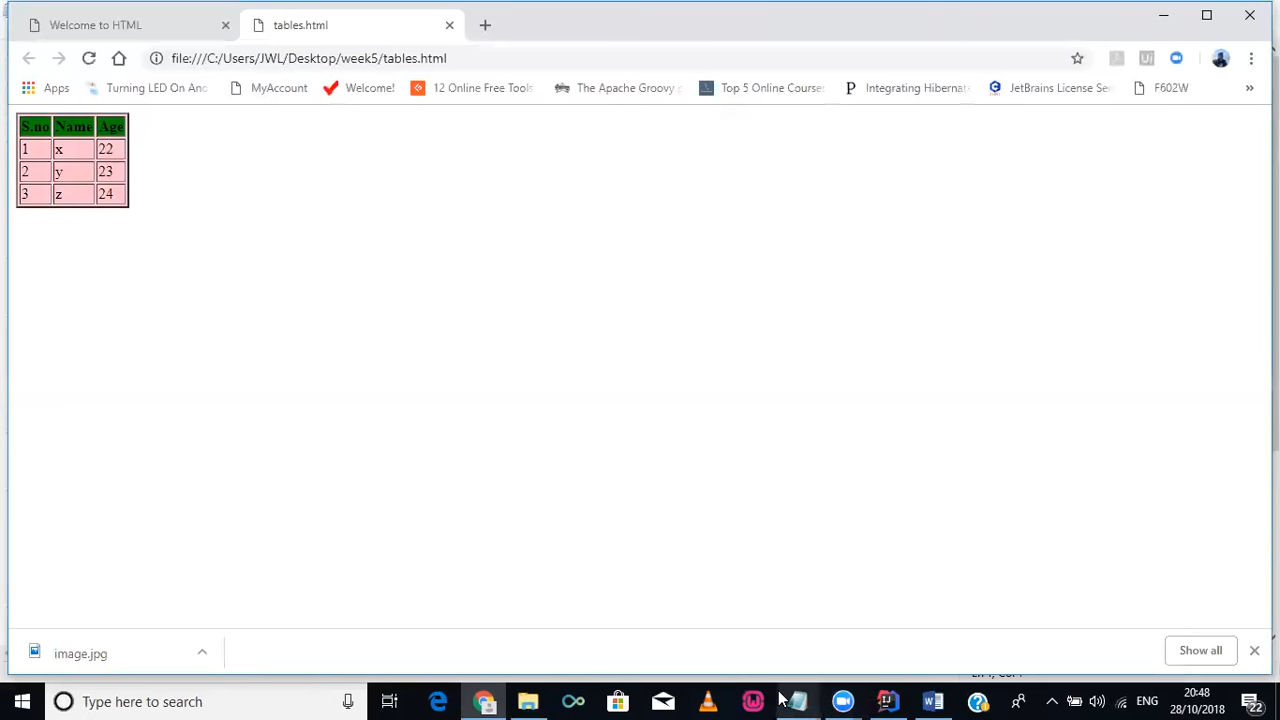 Welcome to HTML
tables.html
file:///C:/Users/JWL/Desktop/week5/tables.html
Apps Turning LED On And MyAccount Welcome! 12 Online Free Tools The Apache Groovy p Top 5 Online Courses P Integrating Hibernat JetBrains License Ser F602W »
S.no Name Age
1 x 22
2 y 23
3 z 24
image.jpg
Show all
Type here to search
ENG
20:48
28/10/2018
22